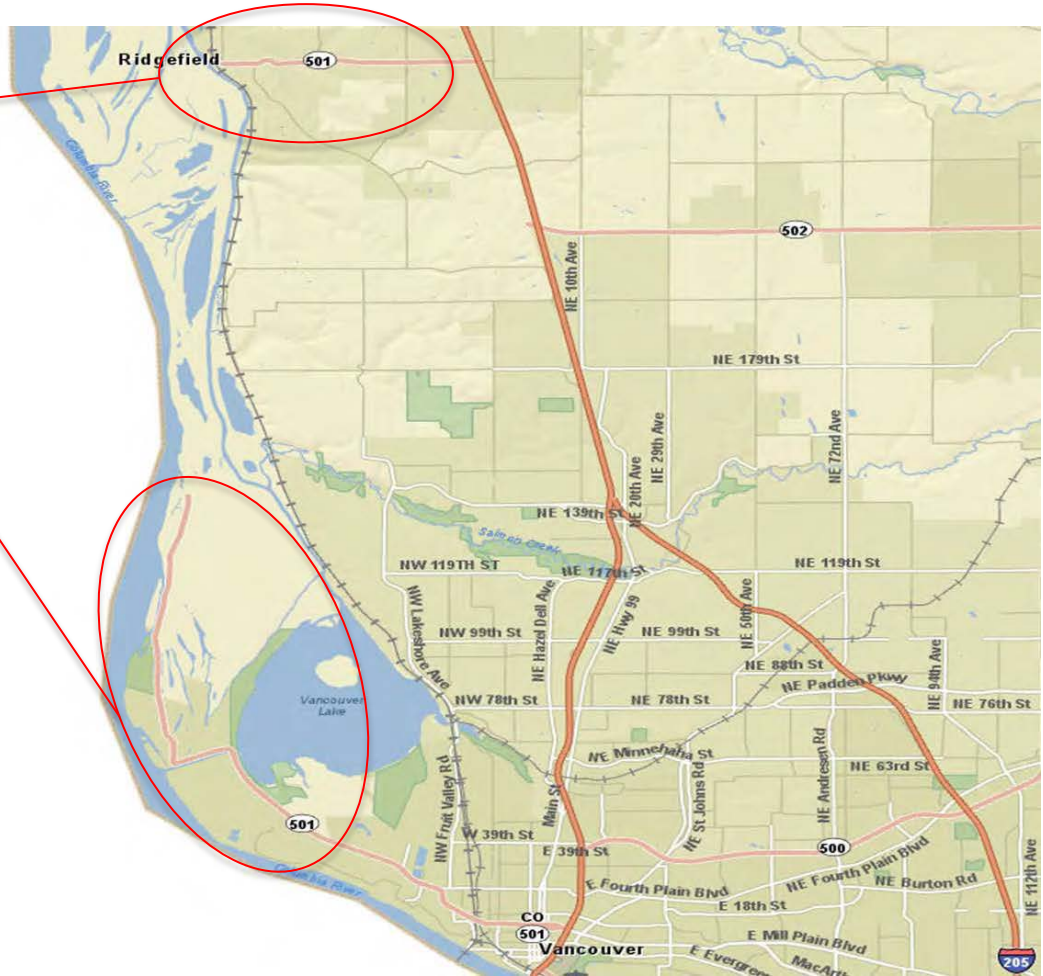 Ridgefield
501
Columbia River
502
NE 10th Ave
NE 179th St
NE 29th Ave
NE 72nd Ave
NE 20th Ave
NE 139th St
Salmon Creek
NW 119TH ST
NE 117th St
NE 119th St
NW Lakeshore Ave
NE Hazel Dell Ave
NE Hwy 99
NE 50th Ave
NW 99th St
NE 99th St
NE 88th St
NE 94th Ave
NE Padden Pkwy
Vancouver
Lake
NW 78th St
NE 78th St
NE 76th St
NE Minnehaha St
NE 63rd St
NW Fruit Valley Rd
Main St
NE St Johns Rd
NE Andresen Rd
501
W 39th St
E 39th St
500
NE Fourth Plain Blvd
NE 112th Ave
Columbia River
E Fourth Plain Blvd
NE Burton Rd
E 18th St
CO
501
Vancouver
E Mill Plain Blvd
E Evergreen
MacArt
205